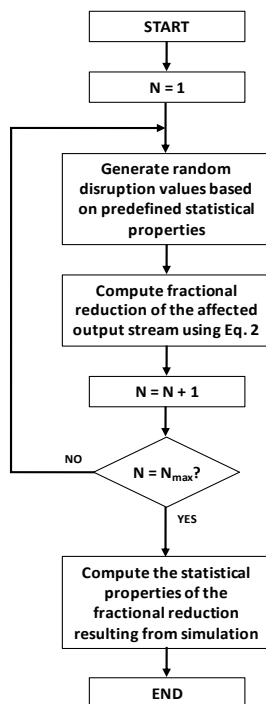 START
N = 1
Generate random
disruption values based
on predefined statistical
properties
Compute fractional
reduction of the affected
output stream using Eq. 2
N = N + 1
NO
N = Nmax?
YES
Compute the statistical
properties of the
fractional reduction
resulting from simulation
END